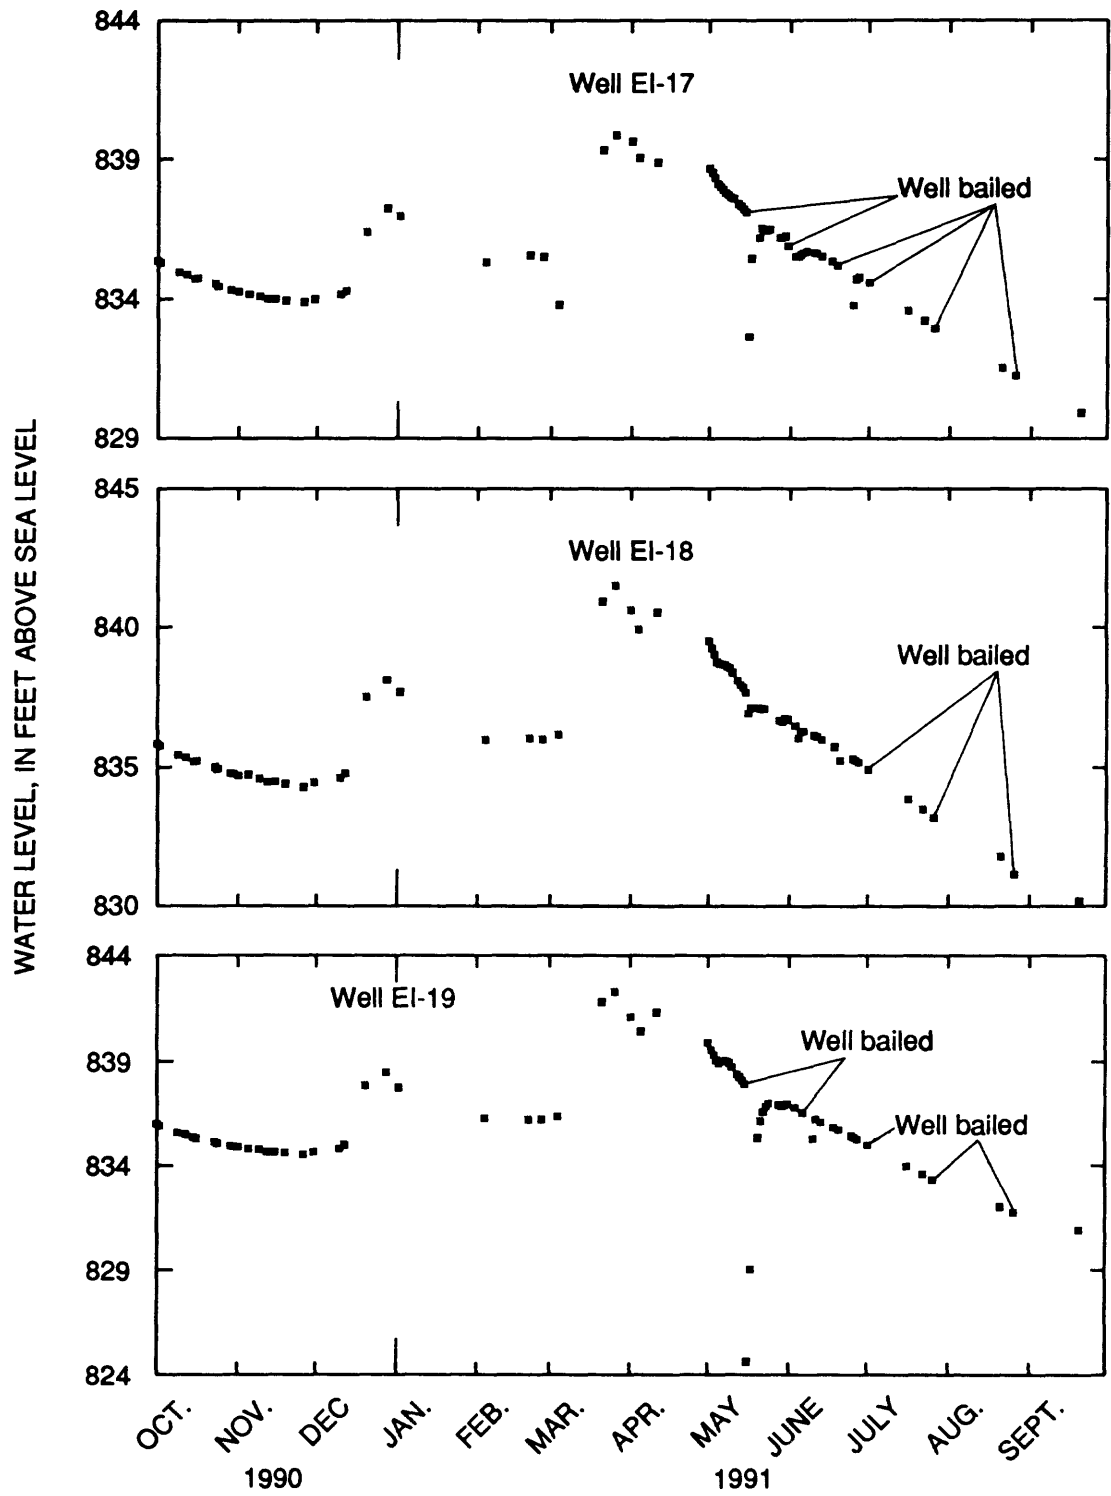 WATER LEVEL, IN FEET ABOVE SEA LEVEL
844
Well EI-17
839
Well bailed
834
829
845
Well EI-18
840
Well bailed
835
830
844
Well EI-19
839
Well bailed
Well bailed
834
829
824
OCT. NOV. DEC JAN. FEB. MAR. APR. MAY JUNE JULY AUG. SEPT.
1990 1991